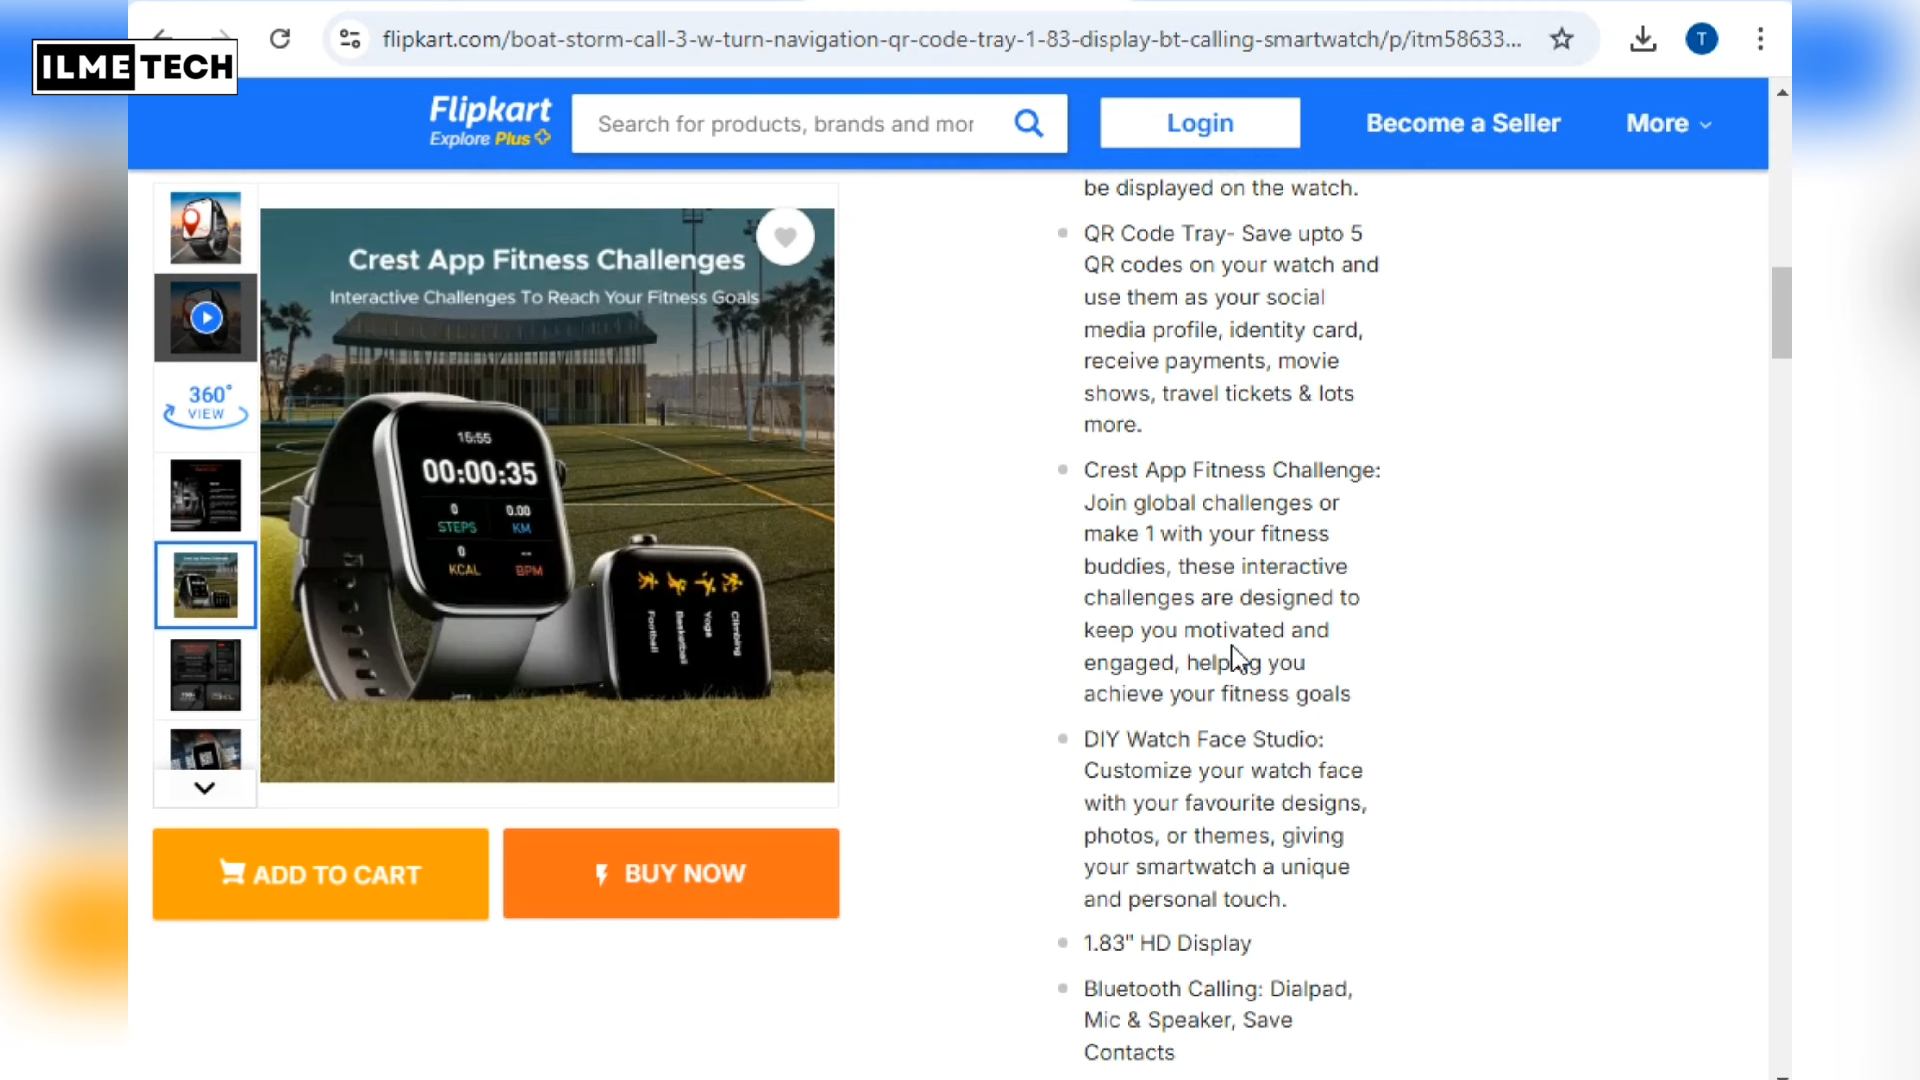 ILME TECH
flipkart.com/boat-storm-call-3-w-turn-navigation-qr-code-tray-1-83-display-bt-calling-smartwatch/p/itm58633...
T
Flipkart
Explore Plus
Search for products, brands and mor
Login
Become a Seller
More
360°
VIEW
Crest App Fitness Challenges
Interactive Challenges To Reach Your Fitness Goals
15:55
00:00:35
0 0.00
STEPS KM
0 --
KCAL BPM
Football
Basketball
Yoga
Climbing
ADD TO CART
BUY NOW
be displayed on the watch.
QR Code Tray- Save upto 5
QR codes on your watch and
use them as your social
media profile, identity card,
receive payments, movie
shows, travel tickets & lots
more.
Crest App Fitness Challenge:
Join global challenges or
make 1 with your fitness
buddies, these interactive
challenges are designed to
keep you motivated and
engaged, helping you
achieve your fitness goals
DIY Watch Face Studio:
Customize your watch face
with your favourite designs,
photos, or themes, giving
your smartwatch a unique
and personal touch.
1.83" HD Display
Bluetooth Calling: Dialpad,
Mic & Speaker, Save
Contacts